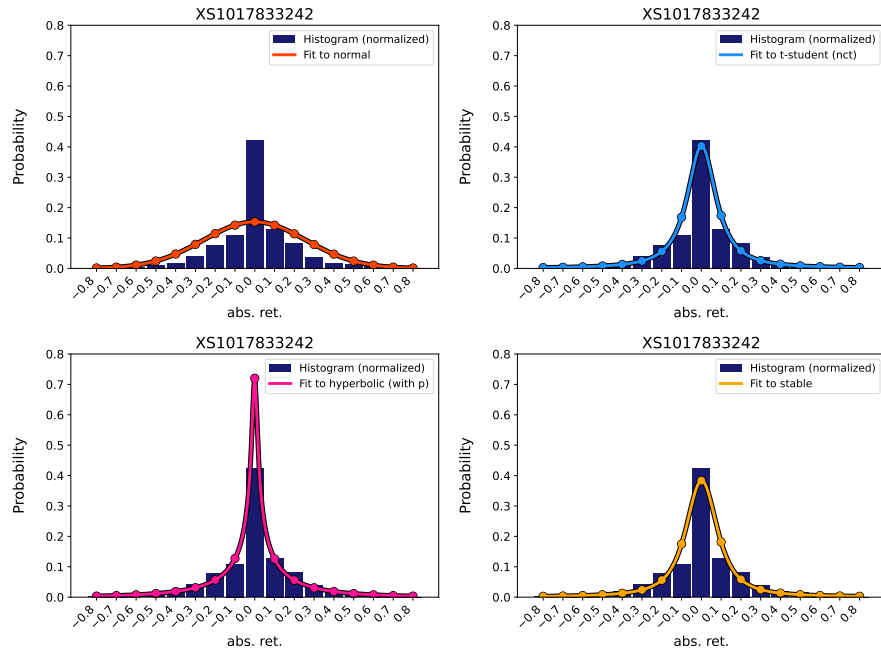 XS1017833242
Probability
0.8
0.7
0.6
0.5
0.4
0.3
0.2
0.1
0.0
Histogram (normalized)
Fit to normal
−0.8 −0.7 −0.6 −0.5 −0.4 −0.3 −0.2 −0.1 0.0 0.1 0.2 0.3 0.4 0.5 0.6 0.7 0.8
abs. ret.
XS1017833242
Probability
0.8
0.7
0.6
0.5
0.4
0.3
0.2
0.1
0.0
Histogram (normalized)
Fit to t-student (nct)
−0.8 −0.7 −0.6 −0.5 −0.4 −0.3 −0.2 −0.1 0.0 0.1 0.2 0.3 0.4 0.5 0.6 0.7 0.8
abs. ret.
XS1017833242
Probability
0.8
0.7
0.6
0.5
0.4
0.3
0.2
0.1
0.0
Histogram (normalized)
Fit to hyperbolic (with p)
−0.8 −0.7 −0.6 −0.5 −0.4 −0.3 −0.2 −0.1 0.0 0.1 0.2 0.3 0.4 0.5 0.6 0.7 0.8
abs. ret.
XS1017833242
Probability
0.8
0.7
0.6
0.5
0.4
0.3
0.2
0.1
0.0
Histogram (normalized)
Fit to stable
−0.8 −0.7 −0.6 −0.5 −0.4 −0.3 −0.2 −0.1 0.0 0.1 0.2 0.3 0.4 0.5 0.6 0.7 0.8
abs. ret.